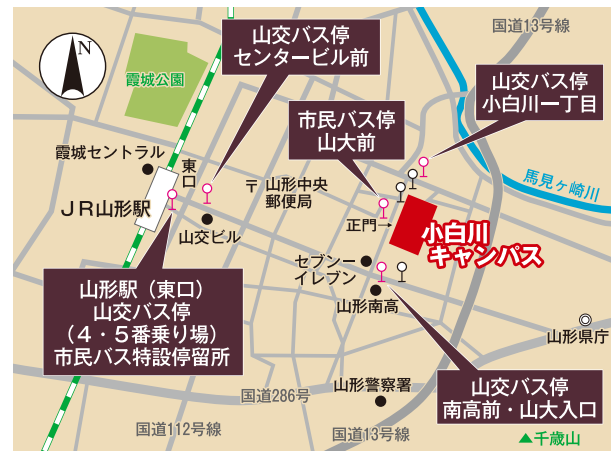 国道13号線
N
山交バス停
センタービル前
霞城公園
山交バス停
小白川一丁目
市民バス停
山大前
霞城セントラル
東口
〒山形中央
郵便局
馬見ヶ崎川
JR山形駅
山交ビル
正門→
小白川
キャンパス
セブンー
イレブン
山形駅(東口)
山交バス停
(4・5番乗り場)
市民バス特設停留所
山形南高
山形県庁
国道286号
山形警察署
山交バス停
南高前・山大入口
国道112号線
国道13号線
▲千歳山